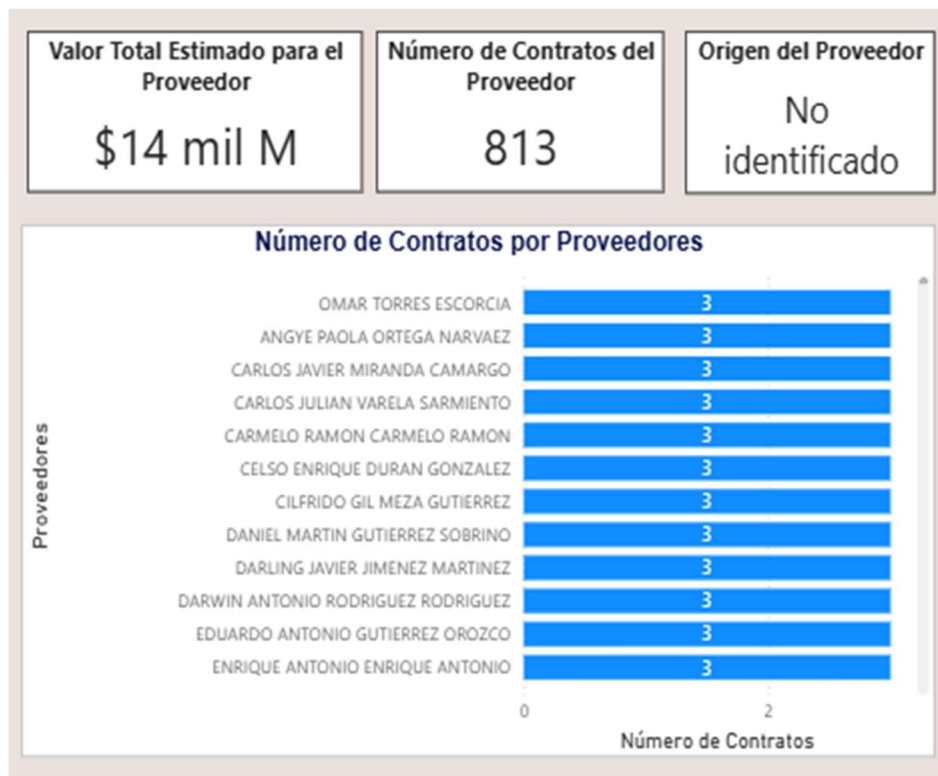 Valor Total Estimado para el
Proveedor
$14 mil M
Número de Contratos del
Proveedor
813
Origen del Proveedor
No
identificado
Número de Contratos por Proveedores
Proveedores
OMAR TORRES ESCORCIA 3
ANGYE PAOLA ORTEGA NARVAEZ 3
CARLOS JAVIER MIRANDA CAMARGO 3
CARLOS JULIAN VARELA SARMIENTO 3
CARMELO RAMON CARMELO RAMON 3
CELSO ENRIQUE DURAN GONZALEZ 3
CILFRIDO GIL MEZA GUTIERREZ 3
DANIEL MARTIN GUTIERREZ SOBRINO 3
DARLING JAVIER JIMENEZ MARTINEZ 3
DARWIN ANTONIO RODRIGUEZ RODRIGUEZ 3
EDUARDO ANTONIO GUTIERREZ OROZCO 3
ENRIQUE ANTONIO ENRIQUE ANTONIO 3
0 2
Número de Contratos